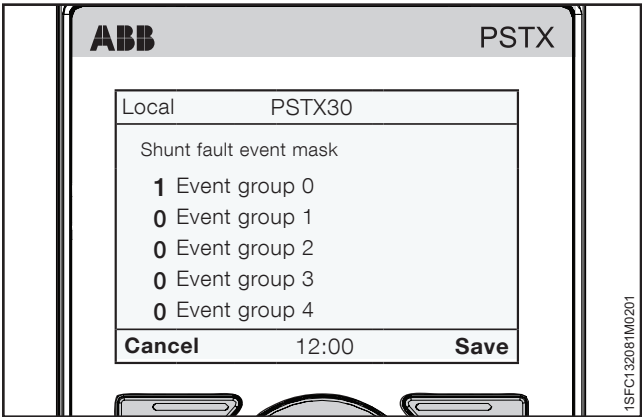 ABB PSTX
Local PSTX30
Shunt fault event mask
1 Event group 0
0 Event group 1
0 Event group 2
0 Event group 3
0 Event group 4
Cancel 12:00 Save
1SFC132081M0201